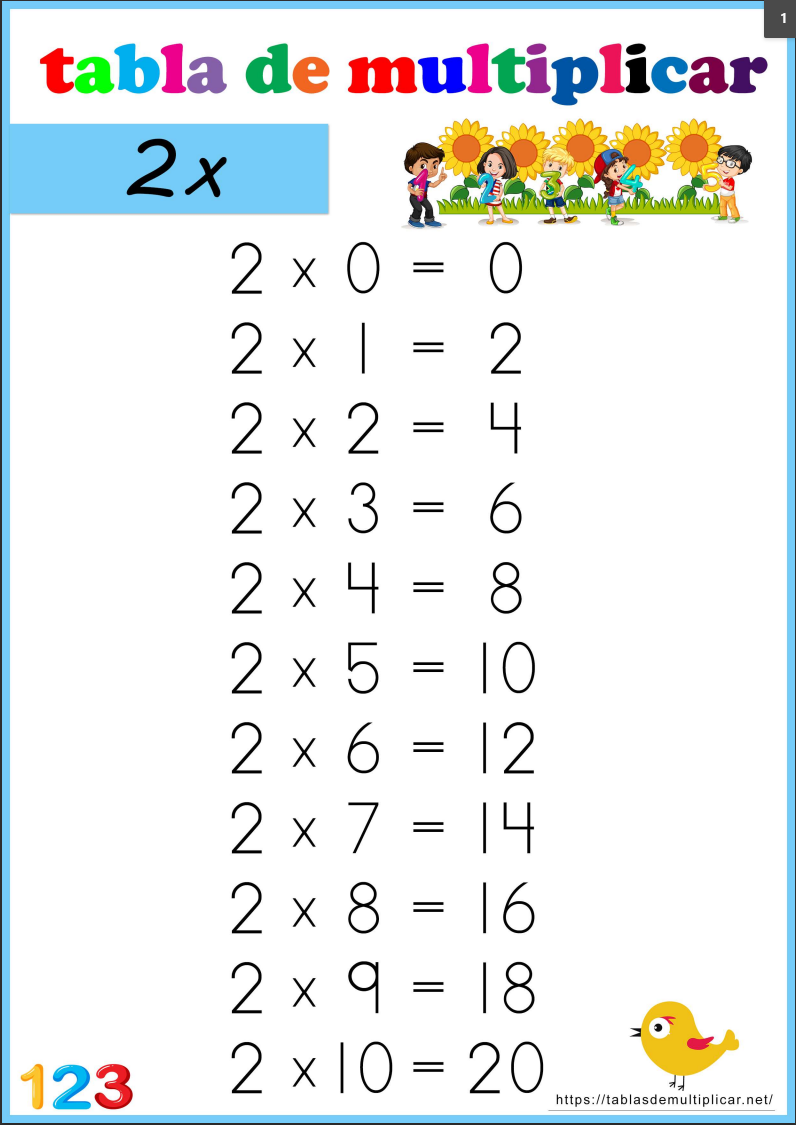 1
tabla de multiplicar
2x
1 2 3 4 5
2 x 0 = 0
2 x 1 = 2
2 x 2 = 4
2 x 3 = 6
2 x 4 = 8
2 x 5 = 10
2 x 6 = 12
2 x 7 = 14
2 x 8 = 16
2 x 9 = 18
2 x 10 = 20
123
https://tablasdemultiplicar.net/